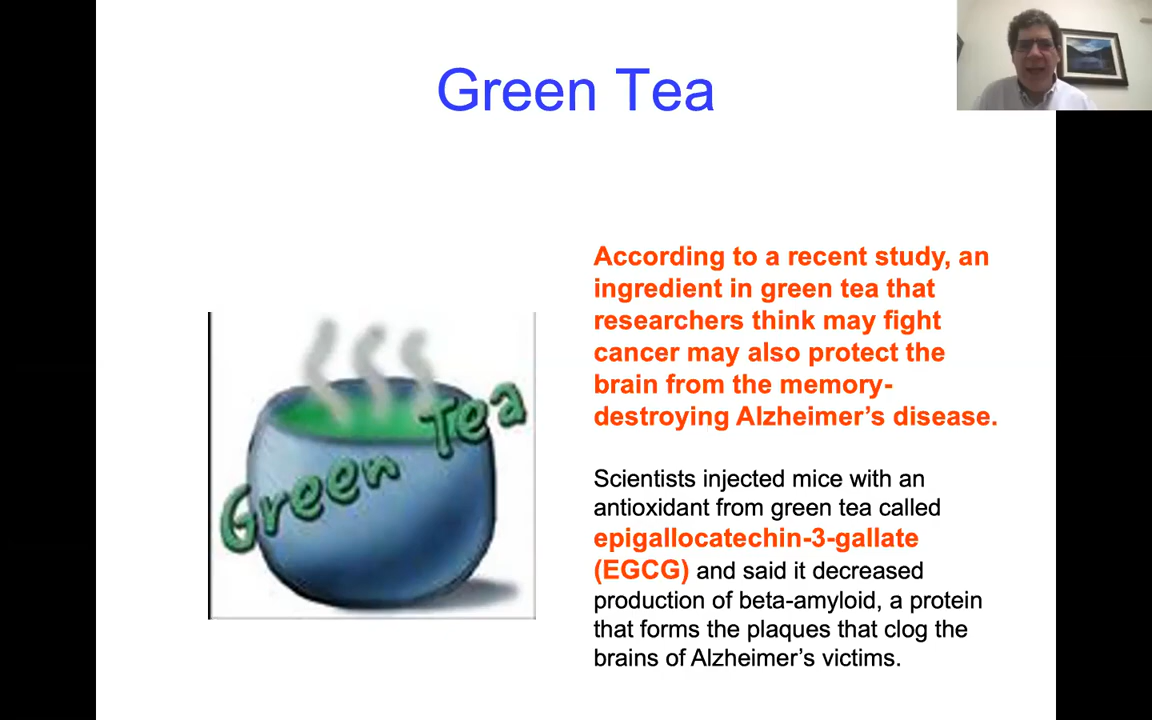 Green Tea
According to a recent study, an
ingredient in green tea that
researchers think may fight
cancer may also protect the
brain from the memory-
destroying Alzheimer’s disease.
Green Tea
Scientists injected mice with an
antioxidant from green tea called
epigallocatechin-3-gallate
(EGCG) and said it decreased
production of beta-amyloid, a protein
that forms the plaques that clog the
brains of Alzheimer’s victims.